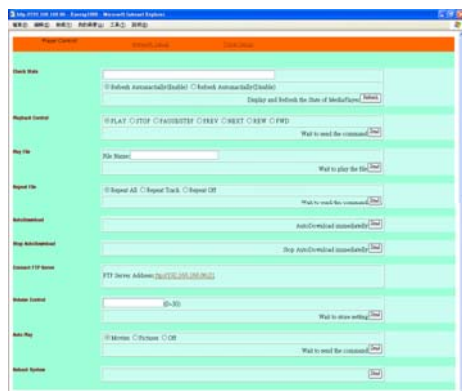 Player Control
Check State
Refresh Automatically(Enable) Refresh Automatically(Disable)
Display and Refresh the State of MediaPlayer Refresh
Playback Control
PLAY STOP PAUSE/STEP PREV NEXT REW FWD
Wait to send the command Send
Play File
File Name:
Wait to play the file Send
Repeat File
Repeat All Repeat Track Repeat Off
Wait to send the command Send
AutoDownload
AutoDownload immediately Send
Stop AutoDownload
Stop AutoDownload immediately Send
Connect FTP Server
FTP Server Address:
Volume Control
(0~30)
Wait to store setting Send
Auto Play
Movies Pictures Off
Wait to send the command Send
Reboot System
Send